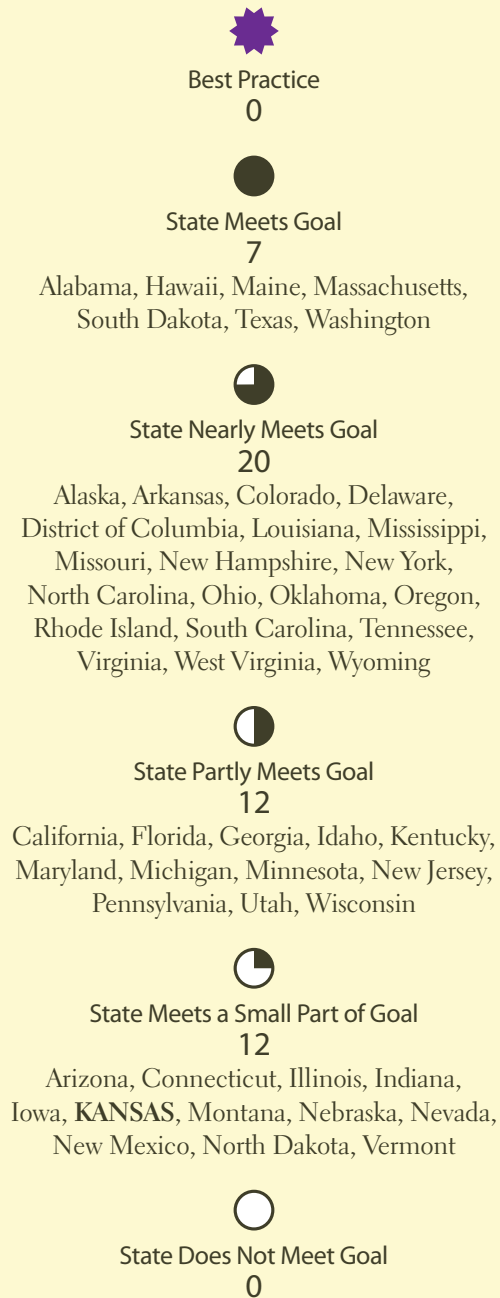 Best Practice
0
State Meets Goal
7
Alabama, Hawaii, Maine, Massachusetts,
South Dakota, Texas, Washington
State Nearly Meets Goal
20
Alaska, Arkansas, Colorado, Delaware,
District of Columbia, Louisiana, Mississippi,
Missouri, New Hampshire, New York,
North Carolina, Ohio, Oklahoma, Oregon,
Rhode Island, South Carolina, Tennessee,
Virginia, West Virginia, Wyoming
State Partly Meets Goal
12
California, Florida, Georgia, Idaho, Kentucky,
Maryland, Michigan, Minnesota, New Jersey,
Pennsylvania, Utah, Wisconsin
State Meets a Small Part of Goal
12
Arizona, Connecticut, Illinois, Indiana,
Iowa, KANSAS, Montana, Nebraska, Nevada,
New Mexico, North Dakota, Vermont
State Does Not Meet Goal
0